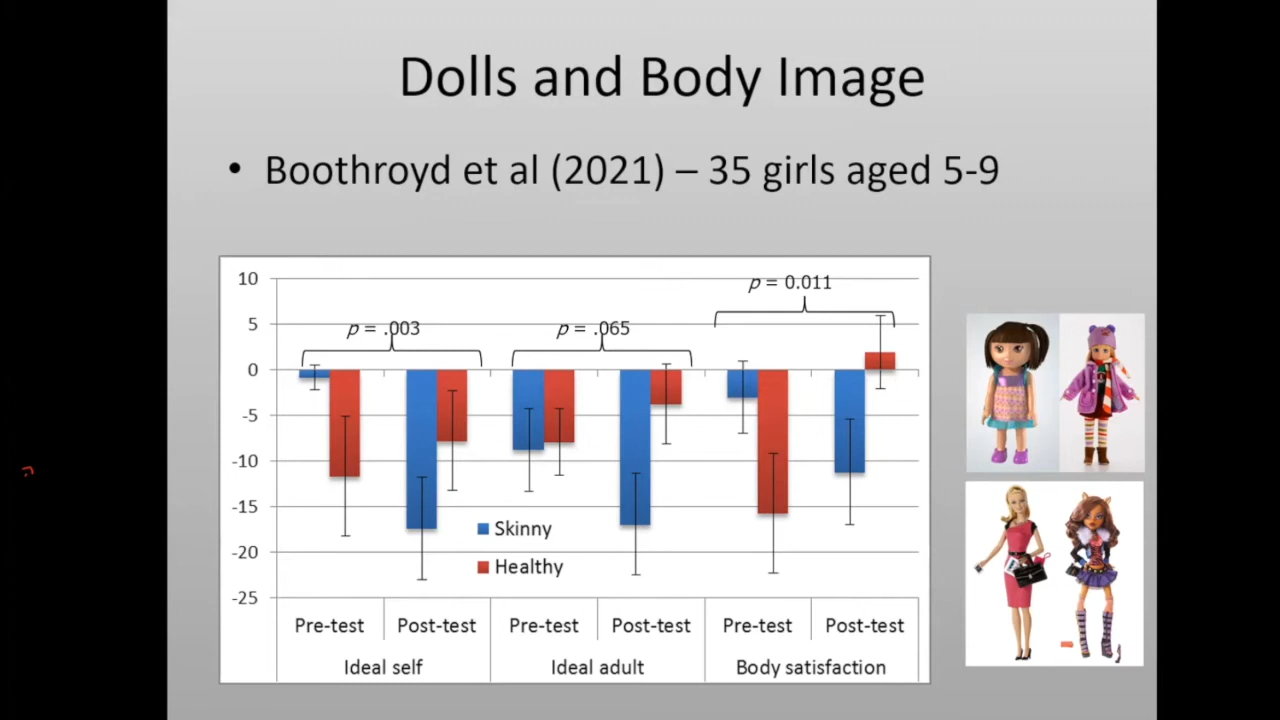 Dolls and Body Image
• Boothroyd et al (2021) – 35 girls aged 5-9
10
5
0
-5
-10
-15
-20
-25
p = .003
p = .065
p = 0.011
Skinny
Healthy
Pre-test Post-test Pre-test Post-test Pre-test Post-test
Ideal self Ideal adult Body satisfaction